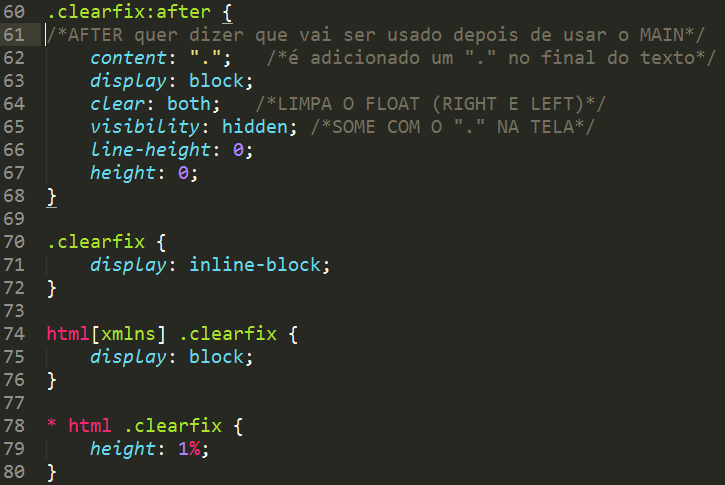 60 .clearfix:after {
61 /*AFTER quer dizer que vai ser usado depois de usar o MAIN*/
62     content: ".";   /*é adicionado um "." no final do texto*/
63     display: block;
64     clear: both;   /*LIMPA O FLOAT (RIGHT E LEFT)*/
65     visibility: hidden; /*SOME COM O "." NA TELA*/
66     line-height: 0;
67     height: 0;
68 }
69
70 .clearfix {
71     display: inline-block;
72 }
73
74 html[xmlns] .clearfix {
75     display: block;
76 }
77
78 * html .clearfix {
79     height: 1%;
80 }